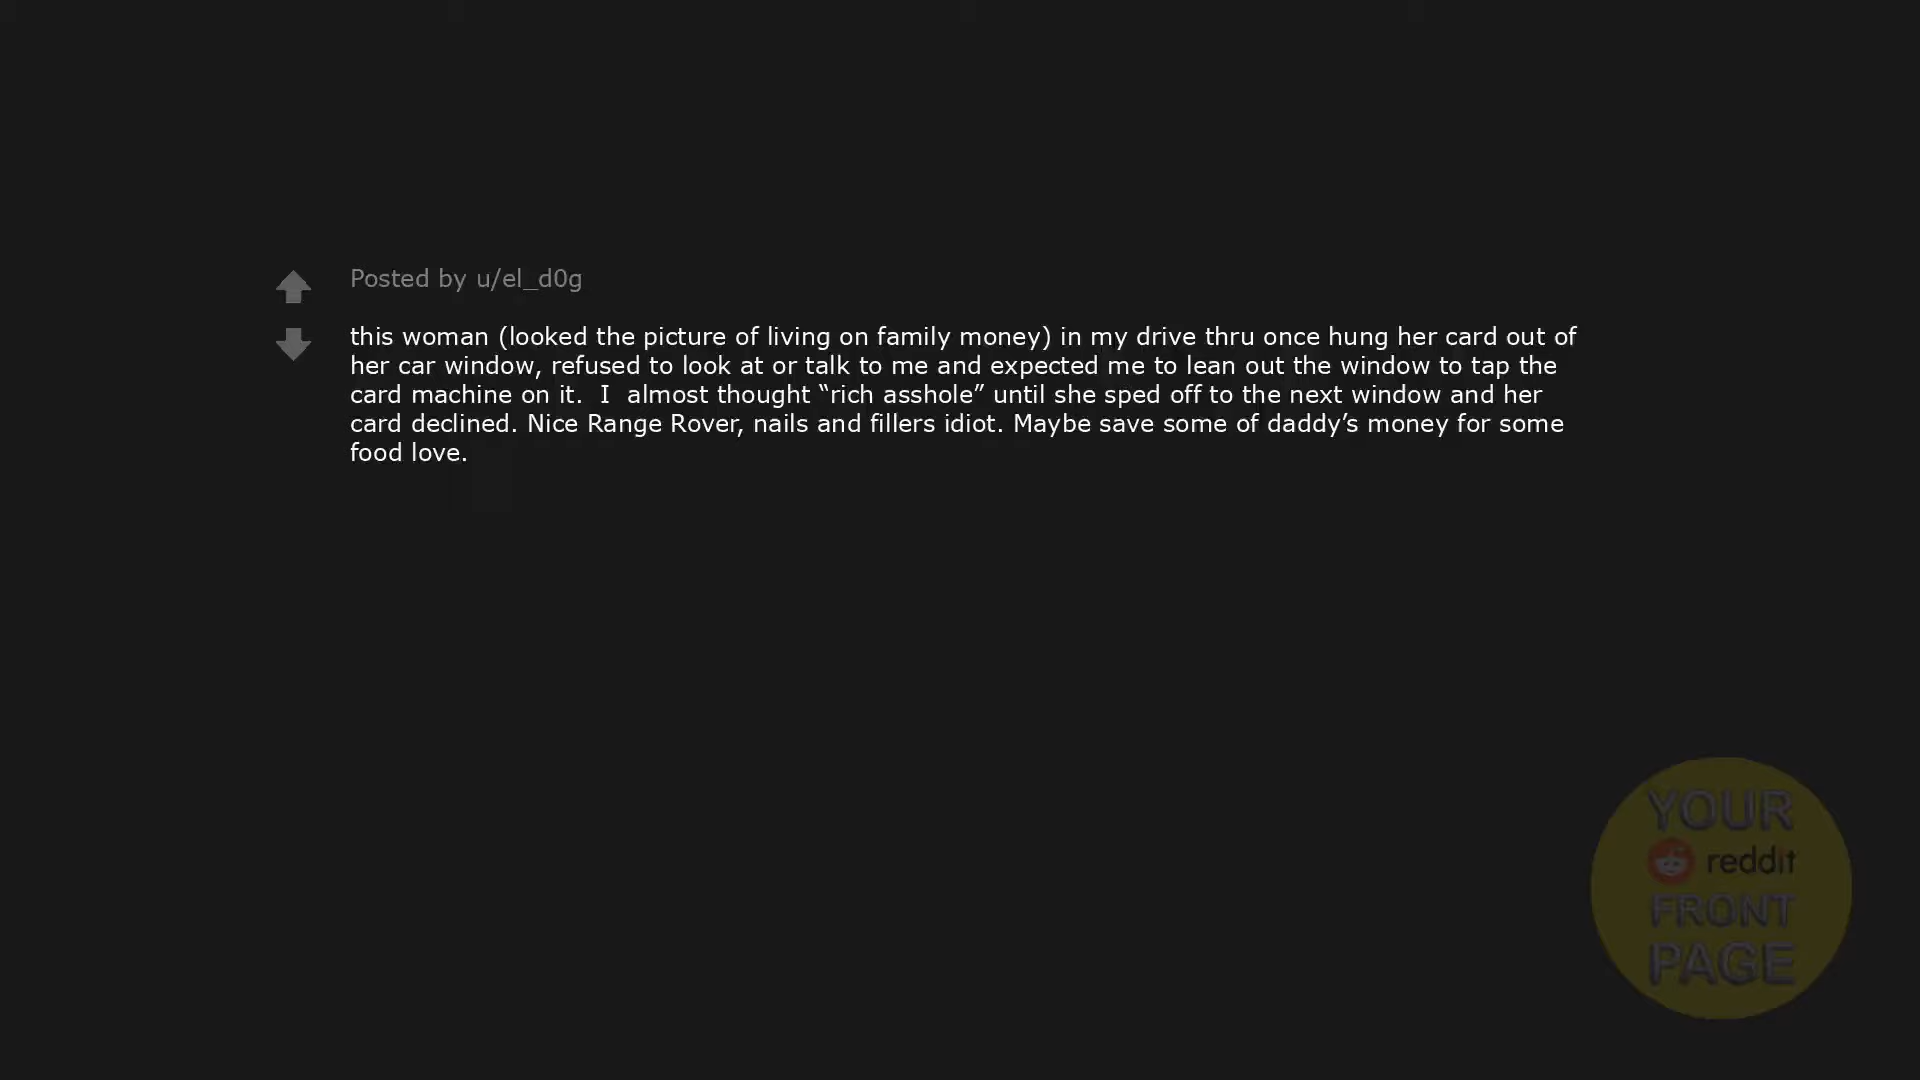 Posted by u/el_d0g
this woman (looked the picture of living on family money) in my drive thru once hung her card out of
her car window, refused to look at or talk to me and expected me to lean out the window to tap the
card machine on it.  I  almost thought “rich asshole” until she sped off to the next window and her
card declined. Nice Range Rover, nails and fillers idiot. Maybe save some of daddy’s money for some
food love.
YOUR
reddit
FRONT
PAGE